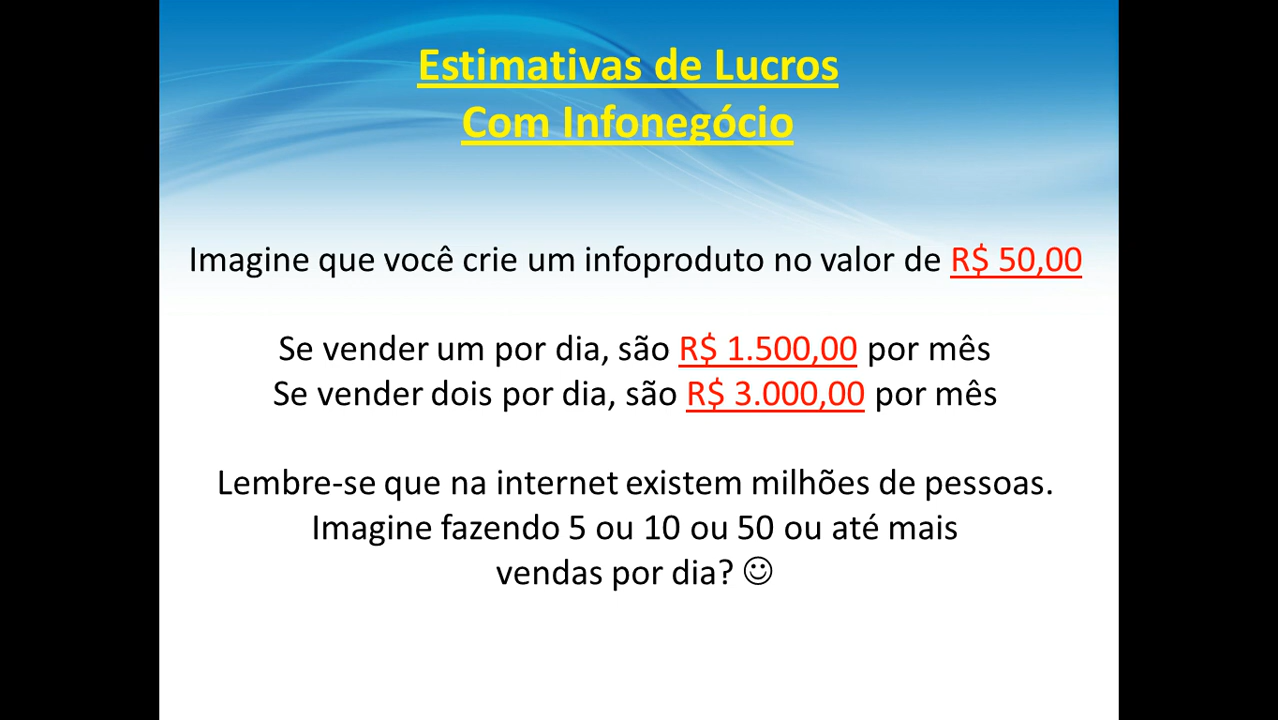 Estimativas de Lucros
Com Infonegócio
Imagine que você crie um infoproduto no valor de R$ 50,00
Se vender um por dia, são R$ 1.500,00 por mês
Se vender dois por dia, são R$ 3.000,00 por mês
Lembre-se que na internet existem milhões de pessoas.
Imagine fazendo 5 ou 10 ou 50 ou até mais
vendas por dia? ☺